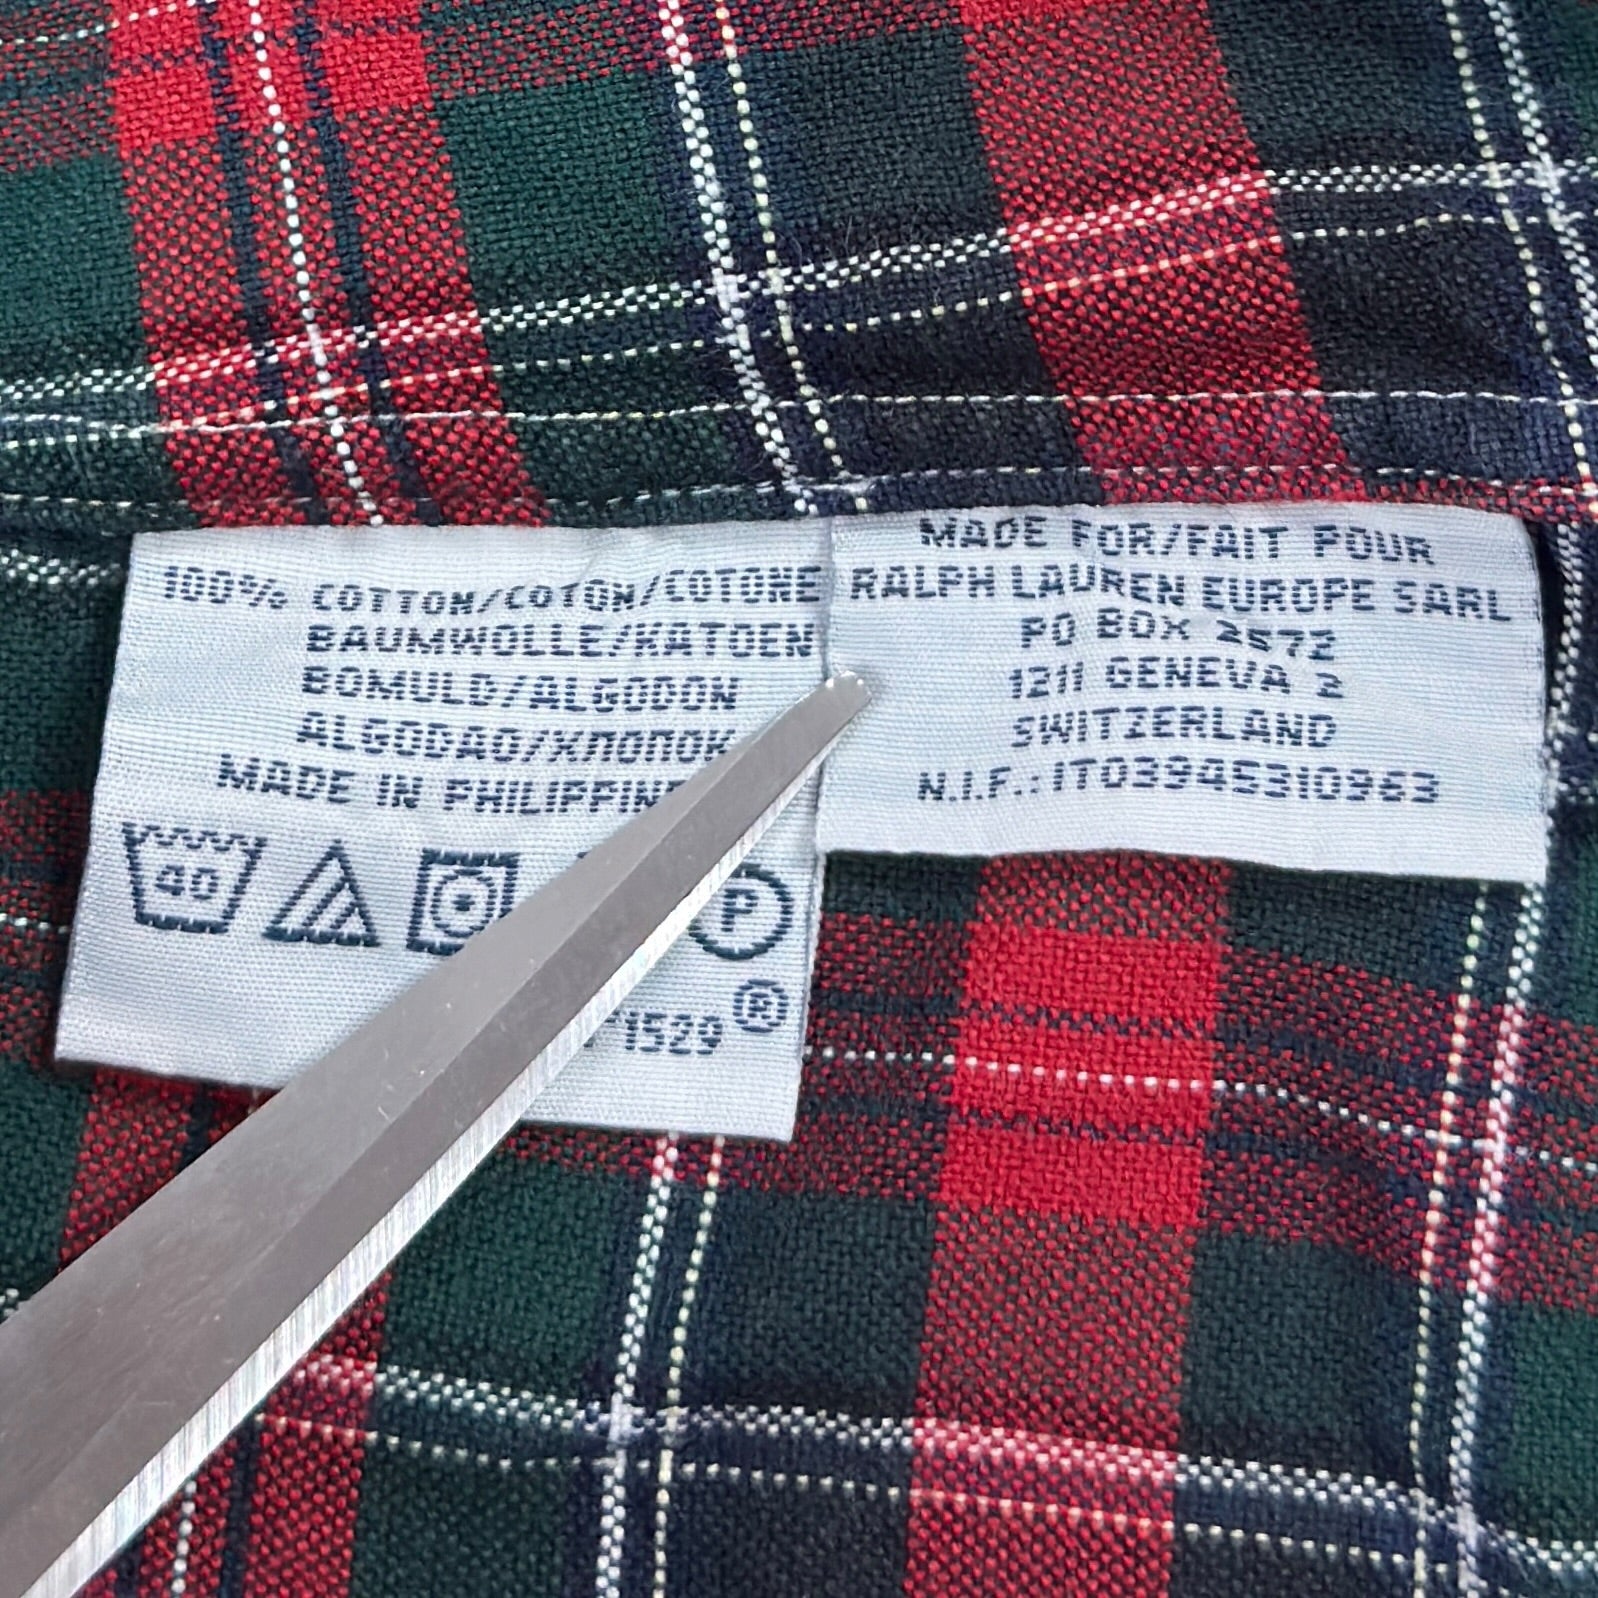 100% COTTON/COTON/COTONE
BAUMWOLLE/KATOEN
BOMULD/ALGODON
ALGODAO/ХЛОПОК
MADE IN
40
P
1529 ®
MADE FOR/FAIT POUR
RALPH LAUREN EUROPE SARL
PO BOX 2572
1211 GENEVA 2
SWITZERLAND
N.I.F.: IT03945310963